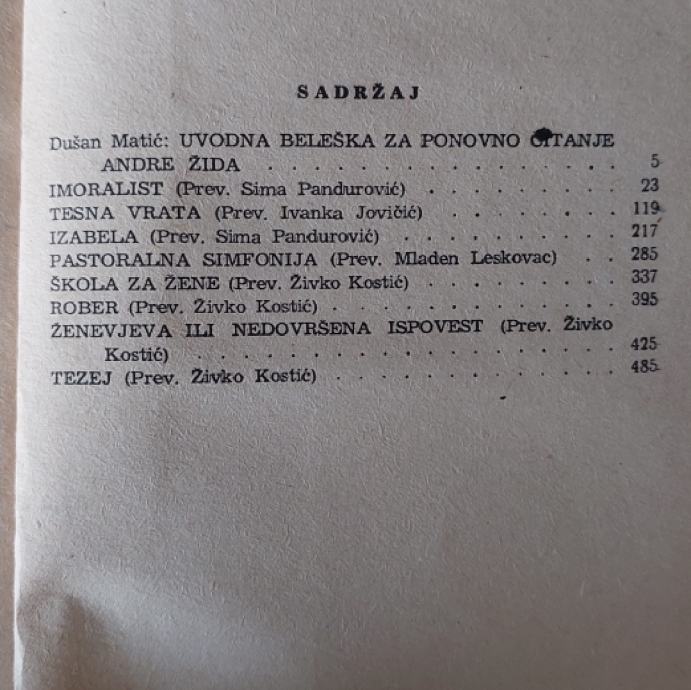 SADRŽAJ
Dušan Matić: UVODNA BELEŠKA ZA PONOVNO ČITANJE
ANDRE ŽIDA . . . . . . . . . . . . . . . 5
IMORALIST (Prev. Sima Pandurović) . . . . . . . . 23
TESNA VRATA (Prev. Ivanka Jovičić) . . . . . . . 119
IZABELA (Prev. Sima Pandurović) . . . . . . . . . 217
PASTORALNA SIMFONIJA (Prev. Mladen Leskovac) . . 285
ŠKOLA ZA ŽENE (Prev. Živko Kostić) . . . . . . . . 337
ROBER (Prev. Živko Kostić) . . . . . . . . . . . . 395
ŽENEVJEVA ILI NEDOVRŠENA ISPOVEST (Prev. Živko
Kostić) . . . . . . . . . . . . . . . . . 425
TEZEJ (Prev. Živko Kostić) . . . . . . . . . . . . 485